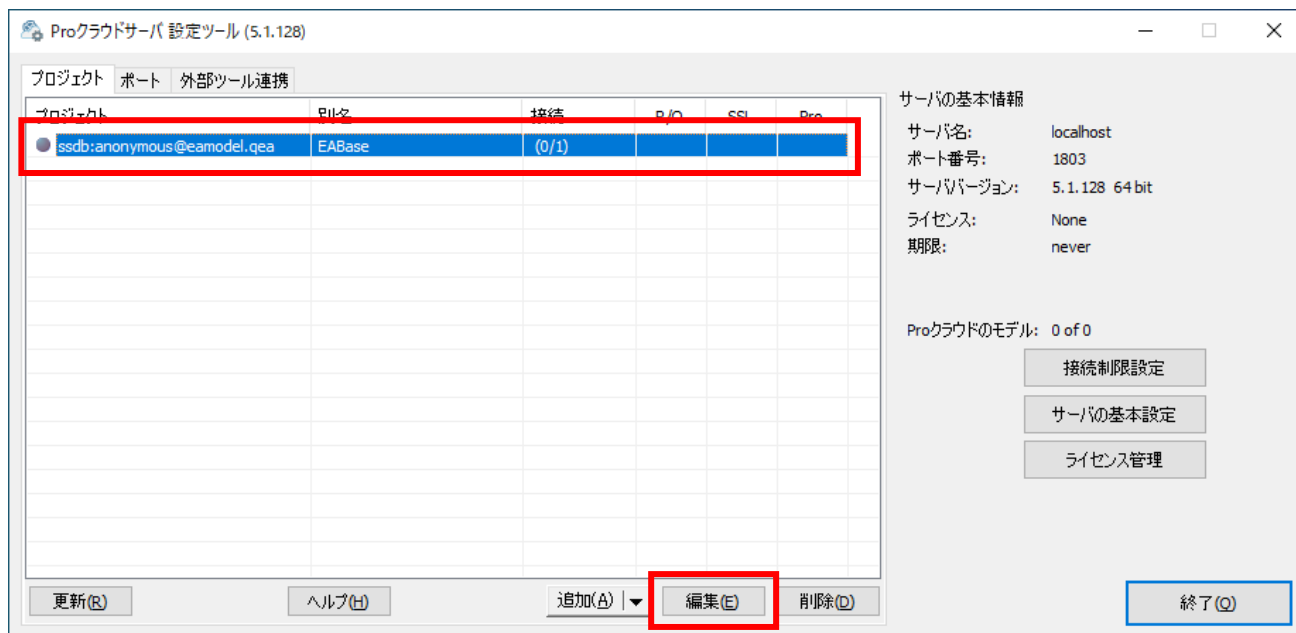 Proクラウドサーバ 設定ツール (5.1.128)
プロジェクト ポート 外部ツール連携
プロジェクト 別名 接続 R/O SSL Pro
ssdb:anonymous@eamodel.qea EABase (0/1)
サーバの基本情報
サーバ名: localhost
ポート番号: 1803
サーババージョン: 5.1.128 64 bit
ライセンス: None
期限: never
Proクラウドのモデル: 0 of 0
接続制限設定
サーバの基本設定
ライセンス管理
更新(R) ヘルプ(H) 追加(A) 編集(E) 削除(D) 終了(O)